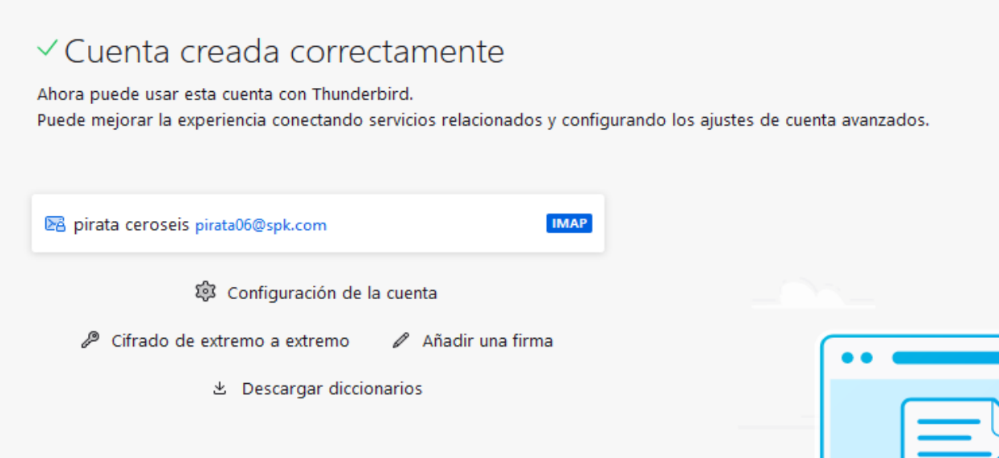 Cuenta creada correctamente
Ahora puede usar esta cuenta con Thunderbird.
Puede mejorar la experiencia conectando servicios relacionados y configurando los ajustes de cuenta avanzados.
pirata ceroseis pirata06@spk.com IMAP
Configuración de la cuenta
Cifrado de extremo a extremo Añadir una firma
Descargar diccionarios